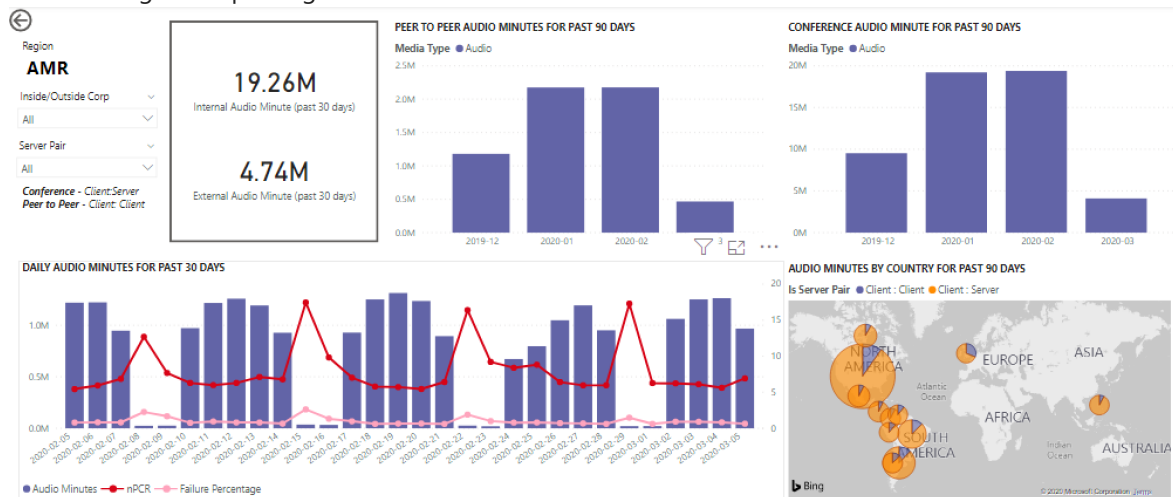 Region
AMR
Inside/Outside Corp
All
Server Pair
All
Conference - Client:Server
Peer to Peer - Client: Client
19.26M
Internal Audio Minute (past 30 days)
4.74M
External Audio Minute (past 30 days)
PEER TO PEER AUDIO MINUTES FOR PAST 90 DAYS
Media Type Audio
2.5M
2.0M
1.5M
1.0M
0.5M
0.0M
2019-12 2020-01 2020-02
3
CONFERENCE AUDIO MINUTE FOR PAST 90 DAYS
Media Type Audio
20M
15M
10M
5M
0M
2019-12 2020-01 2020-02 2020-03
DAILY AUDIO MINUTES FOR PAST 30 DAYS
1.0M
0.5M
0.0M
20
15
10
5
0
2020-02-05 2020-02-06 2020-02-07 2020-02-08 2020-02-09 2020-02-10 2020-02-11 2020-02-12 2020-02-13 2020-02-14 2020-02-15 2020-02-16 2020-02-17 2020-02-18 2020-02-19 2020-02-20 2020-02-21 2020-02-22 2020-02-23 2020-02-24 2020-02-25 2020-02-26 2020-02-27 2020-02-28 2020-02-29 2020-03-01 2020-03-02 2020-03-03 2020-03-04 2020-03-05
Audio Minutes nPCR Failure Percentage
AUDIO MINUTES BY COUNTRY FOR PAST 90 DAYS
Is Server Pair Client : Client Client : Server
NORTH
AMERICA
EUROPE
ASIA
Atlantic
Ocean
AFRICA
SOUTH
AMERICA
Indian
Ocean
AUSTRALIA
Bing
© 2020 Microsoft Corporation Terms